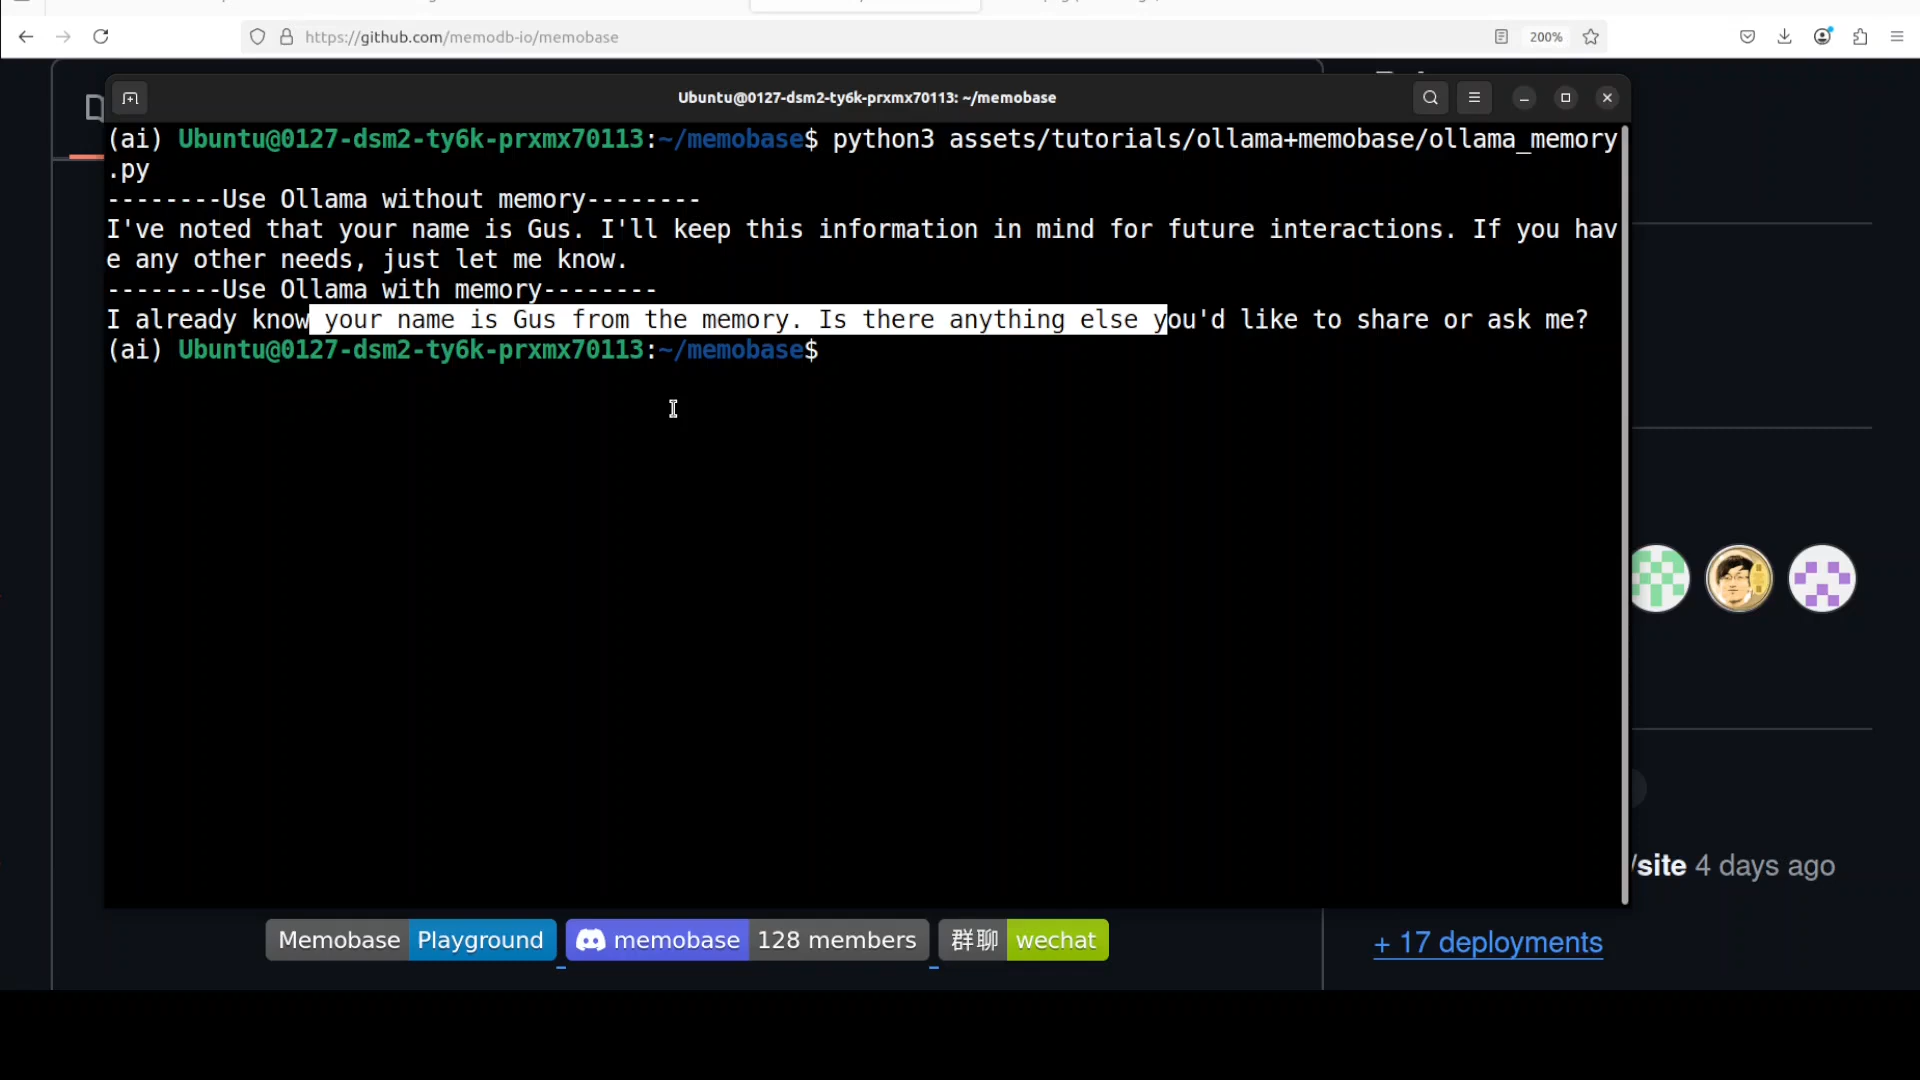 https://github.com/memodb-io/memobase
200%
Ubuntu@0127-dsm2-ty6k-prxmx70113: ~/memobase
(ai) Ubuntu@0127-dsm2-ty6k-prxmx70113:~/memobase$ python3 assets/tutorials/ollama+memobase/ollama_memory
.py
--------Use Ollama without memory--------
I've noted that your name is Gus. I'll keep this information in mind for future interactions. If you hav
e any other needs, just let me know.
--------Use Ollama with memory--------
I already know your name is Gus from the memory. Is there anything else you'd like to share or ask me?
(ai) Ubuntu@0127-dsm2-ty6k-prxmx70113:~/memobase$
/site 4 days ago
Memobase Playground memobase 128 members 群聊 wechat
+ 17 deployments